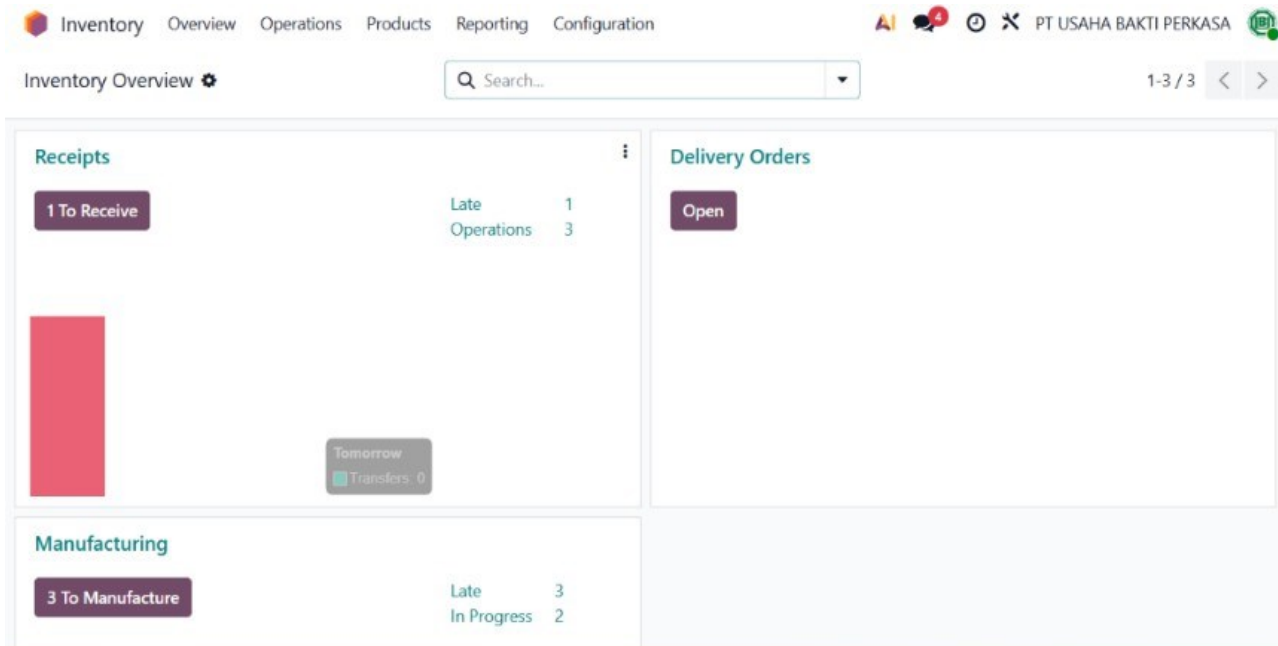 Inventory Overview Operations Products Reporting Configuration AI 4 PT USAHA BAKTI PERKASA
Inventory Overview Search... 1-3 / 3
Receipts
1 To Receive
Late 1
Operations 3
Tomorrow
Transfers: 0
Delivery Orders
Open
Manufacturing
3 To Manufacture
Late 3
In Progress 2